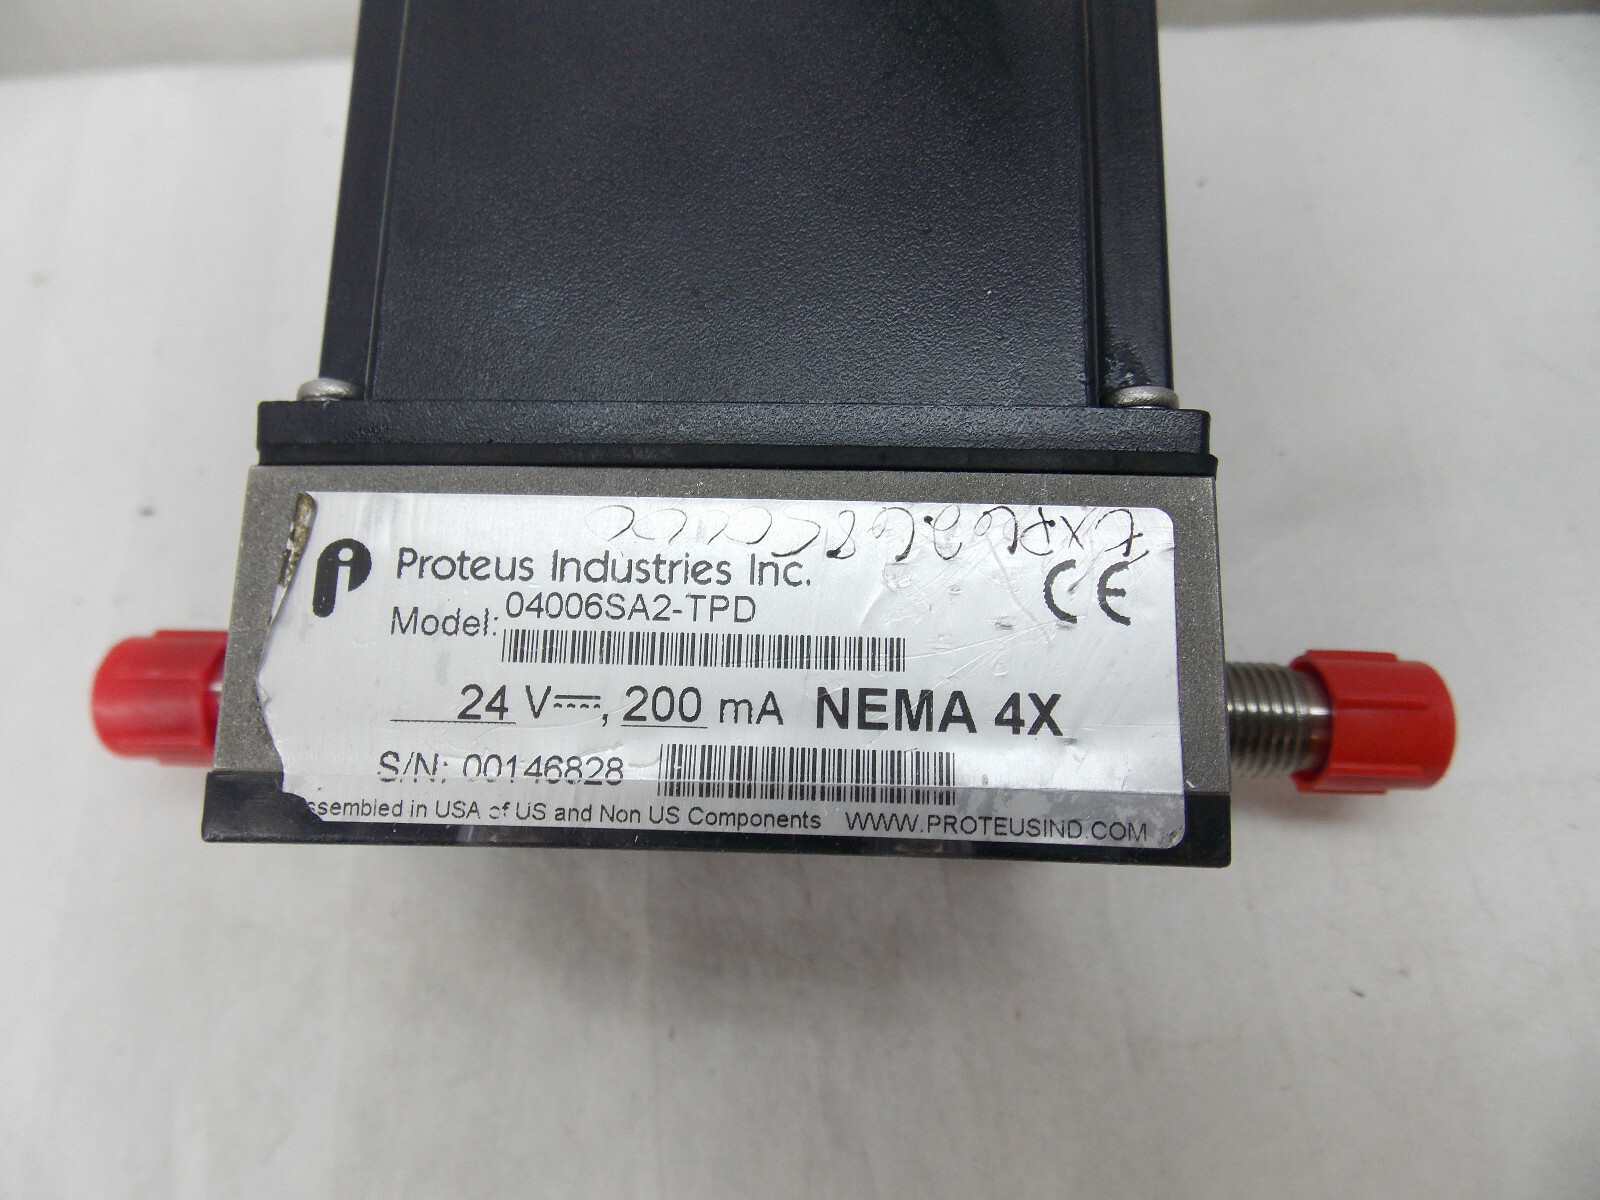 Proteus Industries Inc.
CE
Model: 04006SA2-TPD
24 V, 200 mA NEMA 4X
S/N: 00146828
ssembled in USA of US and Non US Components WWW.PROTEUSIND.COM